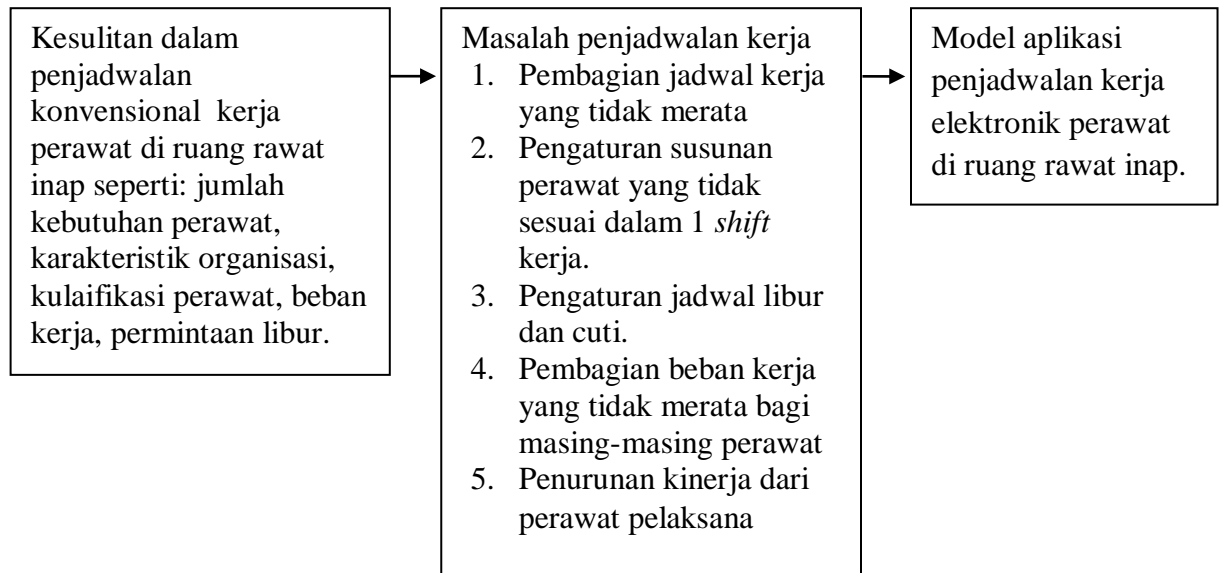 Kesulitan dalam
penjadwalan
konvensional kerja
perawat di ruang rawat
inap seperti: jumlah
kebutuhan perawat,
karakteristik organisasi,
kulaifikasi perawat, beban
kerja, permintaan libur.
Masalah penjadwalan kerja
1. Pembagian jadwal kerja
yang tidak merata
2. Pengaturan susunan
perawat yang tidak
sesuai dalam 1 shift
kerja.
3. Pengaturan jadwal libur
dan cuti.
4. Pembagian beban kerja
yang tidak merata bagi
masing-masing perawat
5. Penurunan kinerja dari
perawat pelaksana
Model aplikasi
penjadwalan kerja
elektronik perawat
di ruang rawat inap.